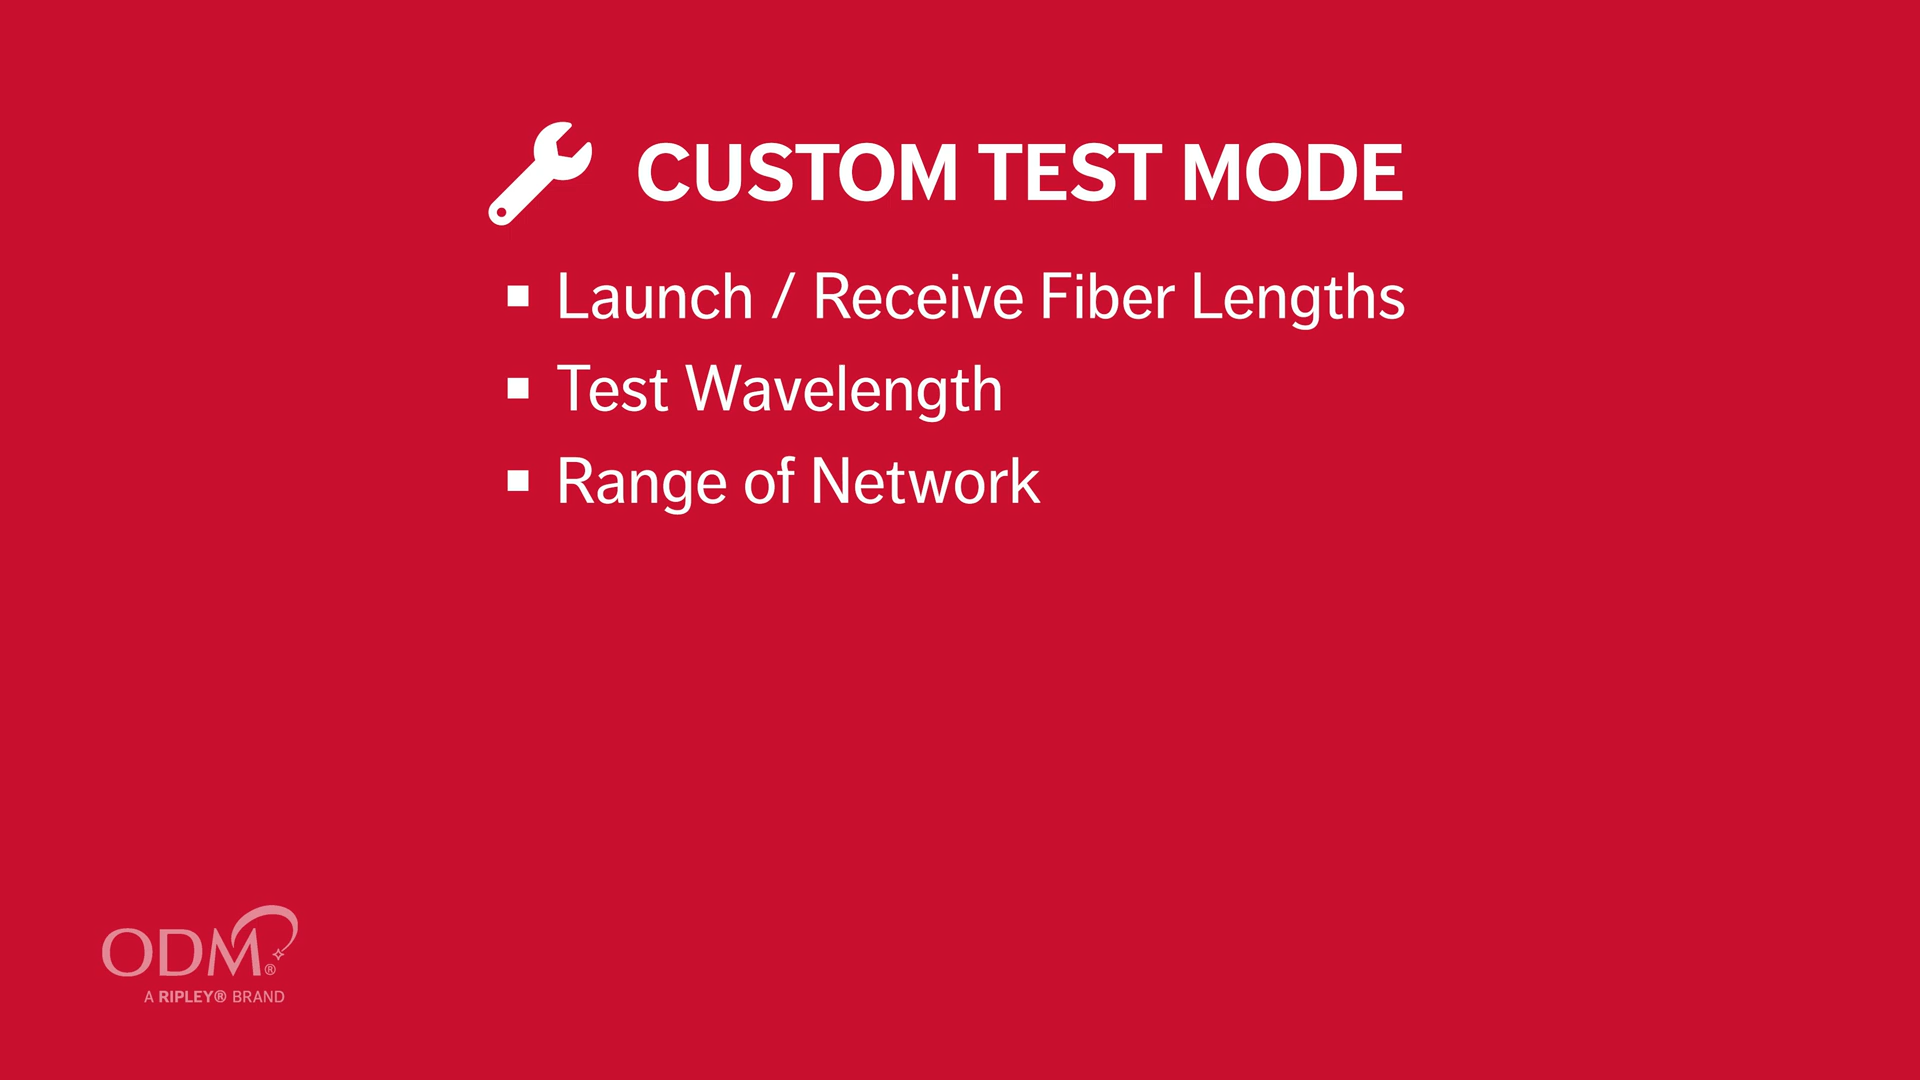 CUSTOM TEST MODE
▪ Launch / Receive Fiber Lengths
▪ Test Wavelength
▪ Range of Network
ODM®
A RIPLEY® BRAND